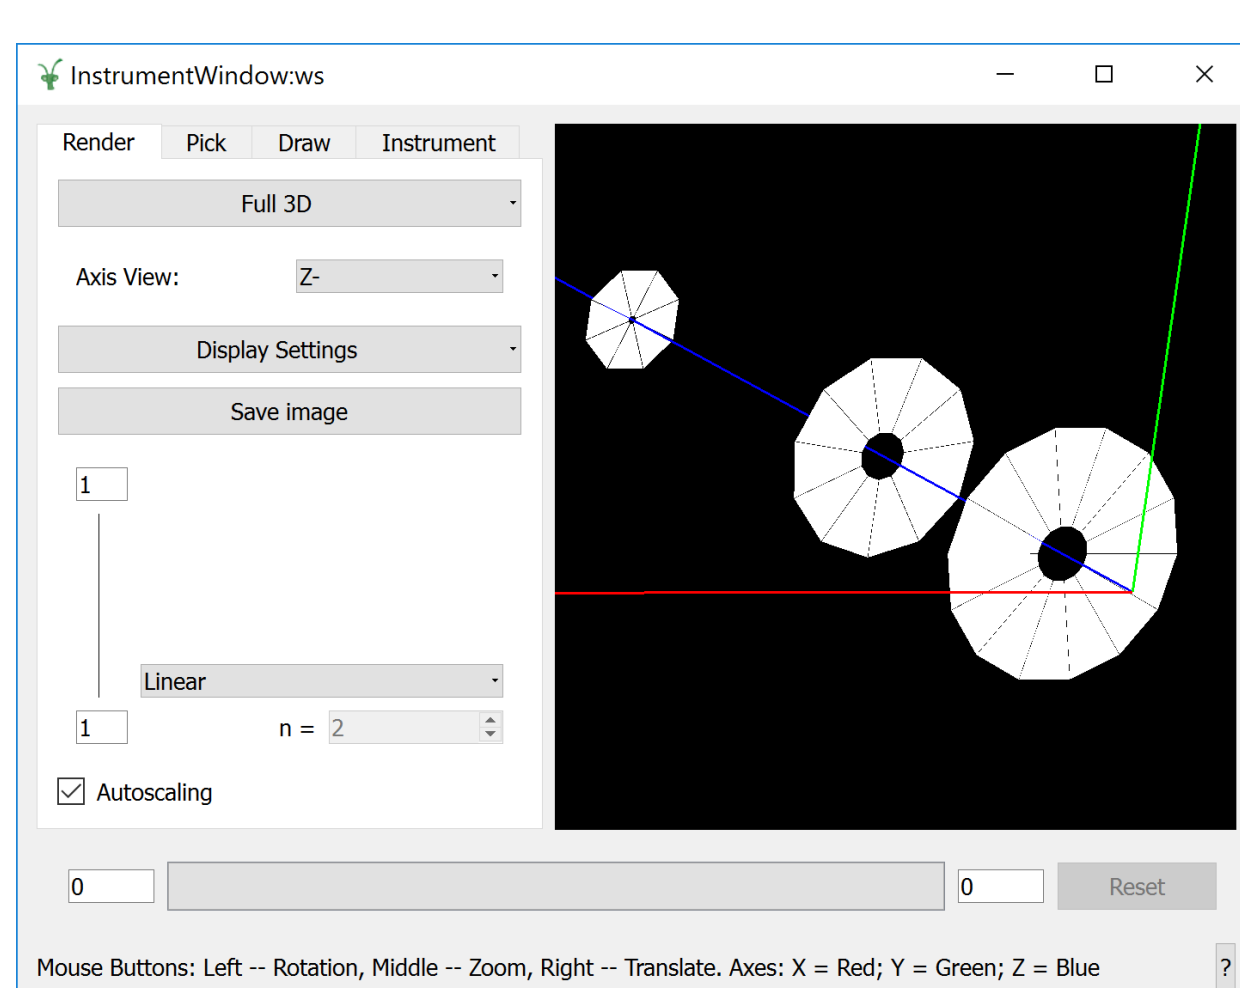 InstrumentWindow:ws
Render Pick Draw Instrument
Full 3D
Axis View: Z-
Display Settings
Save image
1
Linear
1 n = 2
Autoscaling
0 0 Reset
Mouse Buttons: Left -- Rotation, Middle -- Zoom, Right -- Translate. Axes: X = Red; Y = Green; Z = Blue ?